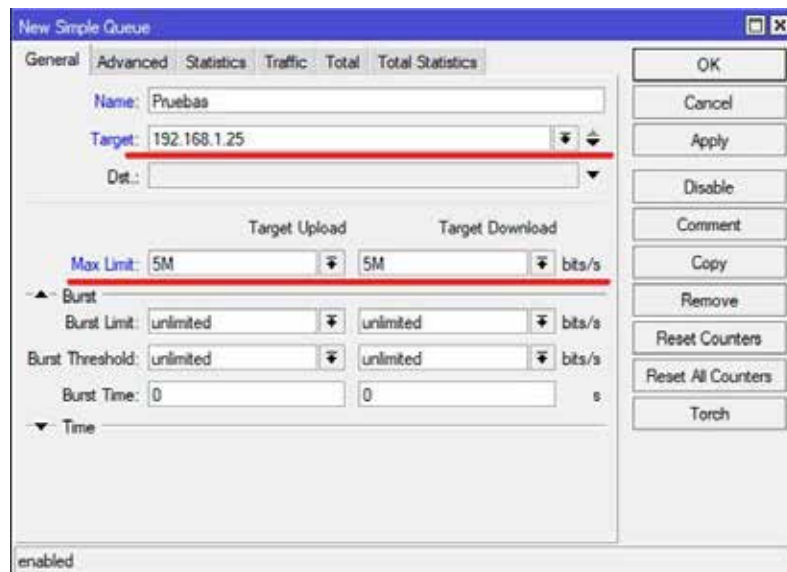 New Simple Queue
General Advanced Statistics Traffic Total Total Statistics
Name: Pruebas
Target: 192.168.1.25
Dst.:
Target Upload Target Download
Max Limit: 5M 5M bits/s
Burst
Burst Limit: unlimited unlimited bits/s
Burst Threshold: unlimited unlimited bits/s
Burst Time: 0 0 s
Time
OK
Cancel
Apply
Disable
Comment
Copy
Remove
Reset Counters
Reset All Counters
Torch
enabled